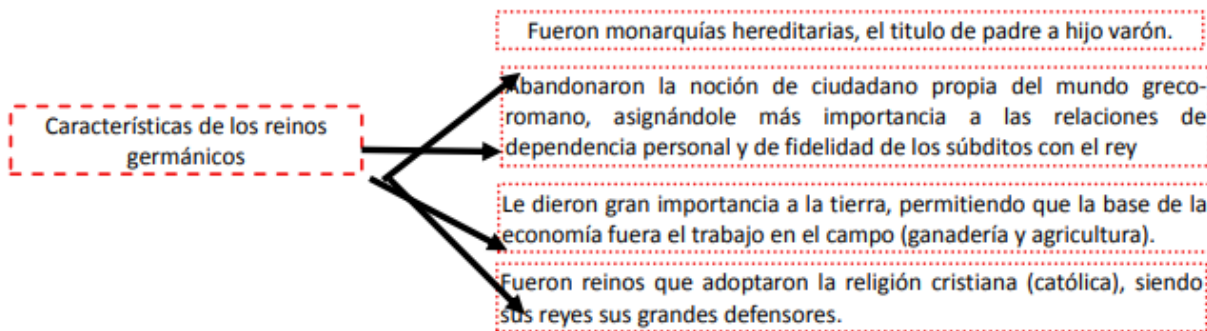 Fueron monarquías hereditarias, el titulo de padre a hijo varón.
Abandonaron la noción de ciudadano propia del mundo greco-
romano, asignándole más importancia a las relaciones de
dependencia personal y de fidelidad de los súbditos con el rey
Características de los reinos
germánicos
Le dieron gran importancia a la tierra, permitiendo que la base de la
economía fuera el trabajo en el campo (ganadería y agricultura).
Fueron reinos que adoptaron la religión cristiana (católica), siendo
sus reyes sus grandes defensores.